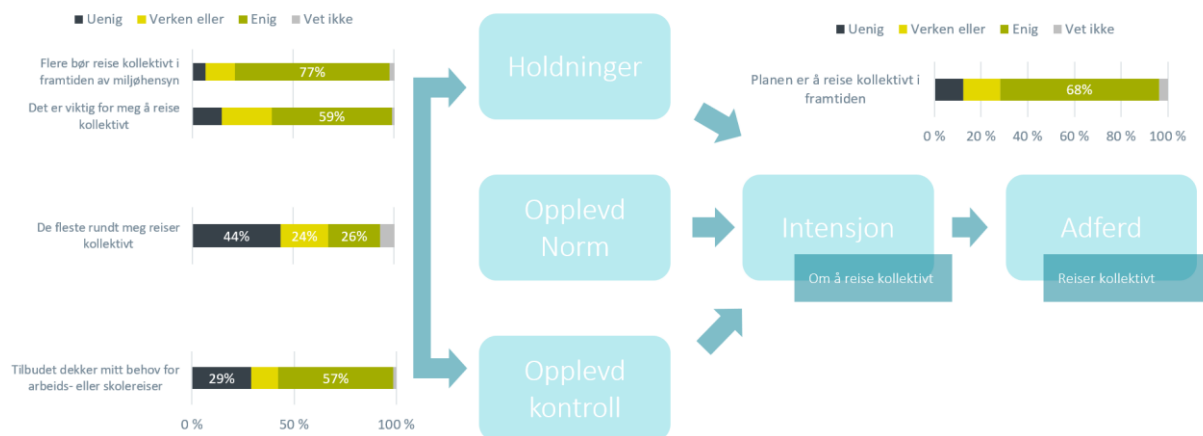 Uenig Verken eller Enig Vet ikke
Flere bør reise kollektivt i
framtiden av miljøhensyn
77%
Det er viktig for meg å reise
kollektivt
59%
De fleste rundt meg reiser
kollektivt
44% 24% 26%
Tilbudet dekker mitt behov for
arbeids- eller skolereiser
29% 57%
0 % 50 % 100 %
Holdninger
Opplevd
Norm
Opplevd
kontroll
Uenig Verken eller Enig Vet ikke
Planen er å reise kollektivt i
framtiden
68%
0 % 20 % 40 % 60 % 80 % 100 %
Intensjon
Om å reise kollektivt
Adferd
Reiser kollektivt